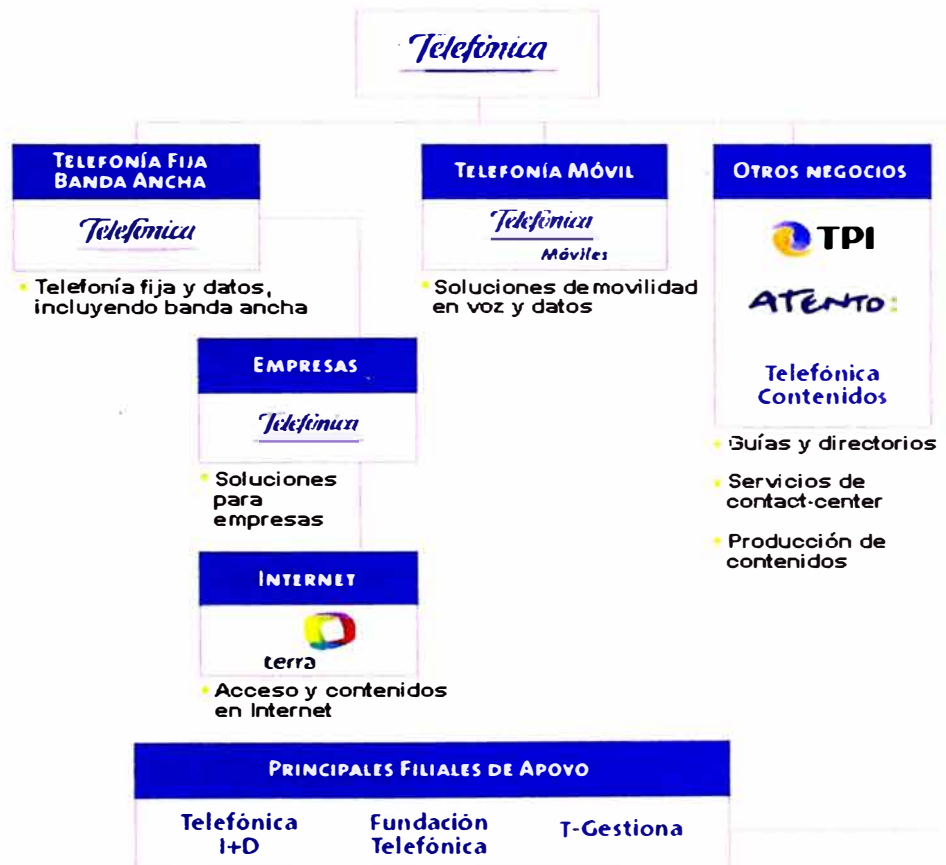 Telefónica
TELEFONÍA FIJA
BANDA ANCHA
Telefónica
Telefonía fija y datos,
incluyendo banda ancha
EMPRESAS
Telefónica
Soluciones
para
empresas
INTERNET
terra
Acceso y contenidos
en Internet
TELEFONÍA MÓVIL
Telefónica
Móviles
Soluciones de movilidad
en voz y datos
OTROS NEGOCIOS
TPI
ATENTO:
Telefónica
Contenidos
Guías y directorios
Servicios de
contact-center
Producción de
contenidos
PRINCIPALES FILIALES DE APOYO
Telefónica
I+D
Fundación
Telefónica
T-Gestiona